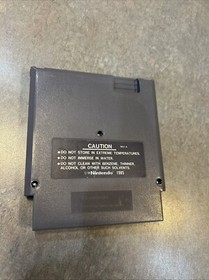 CAUTION
▸DO NOT STORE IN EXTREME TEMPERATURES.
▸DO NOT IMMERSE IN WATER.
▸DO NOT CLEAN WITH BENZENE, THINNER,
ALCOHOL OR OTHER SUCH SOLVENTS.
Nintendo 1985